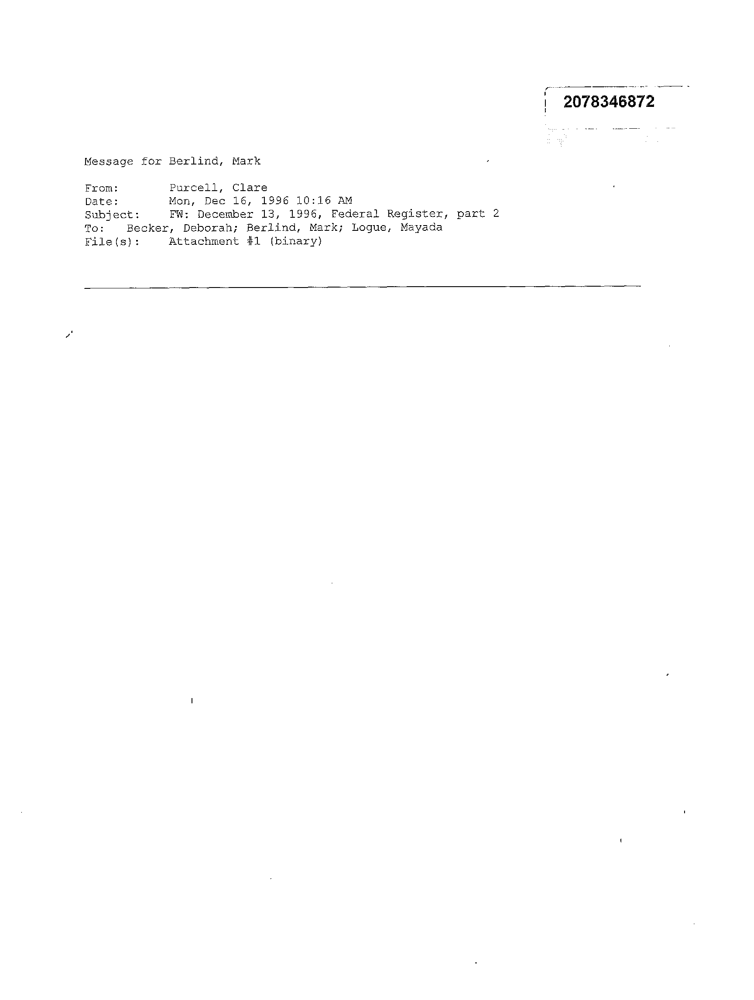 2078346872
Message for Berlind, Mark
From: Purcell, Clare
Date: Mon, Dec 16, 1996 10:16 AM
Subject: FW: December 13, 1996, Federal Register, part 2
To: Becker, Deborah; Berlind, Mark; Logue, Mayada
File(s): Attachment #1 (binary)